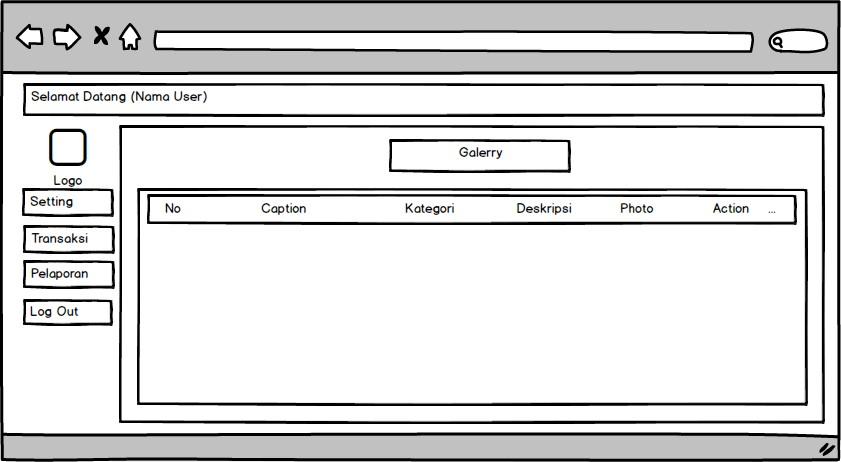 Selamat Datang (Nama User)
Logo
Setting
Transaksi
Pelaporan
Log Out
Galerry
No Caption Kategori Deskripsi Photo Action ...